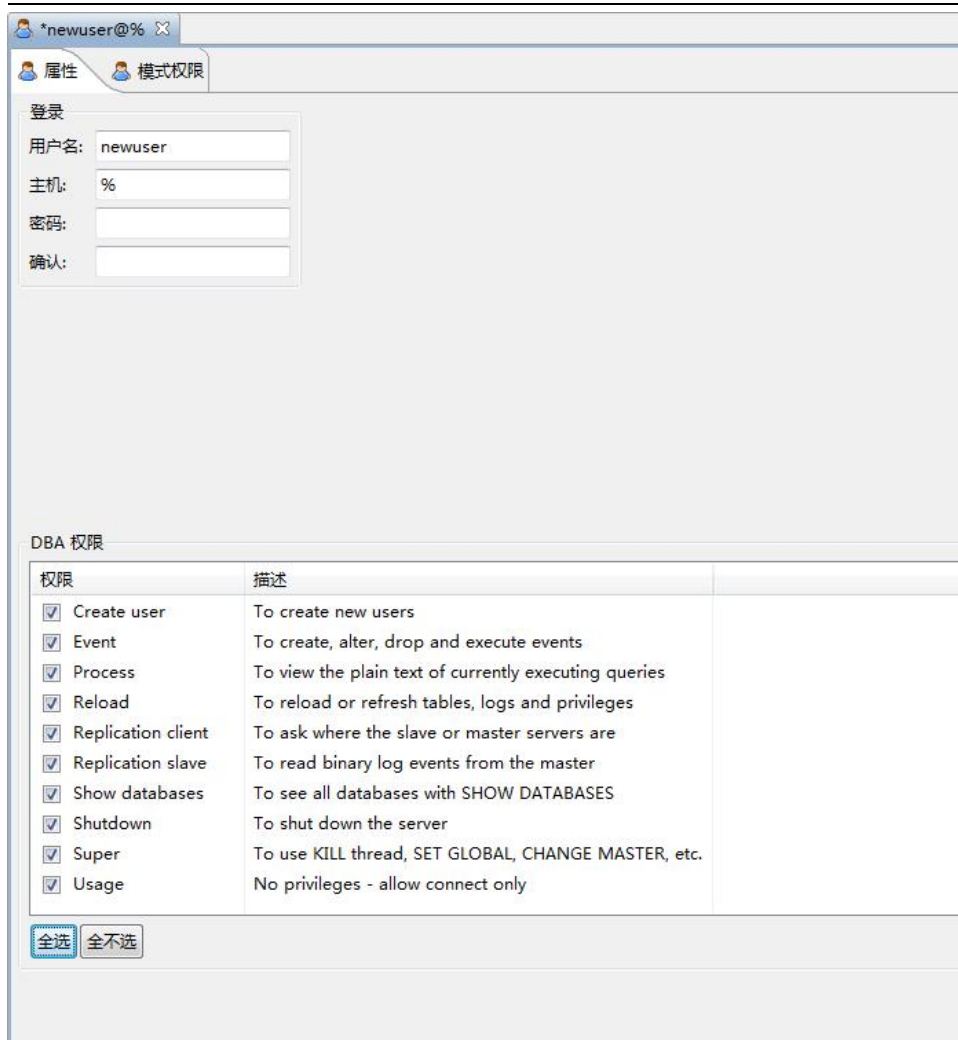 *newuser@%
属性 模式权限
登录
用户名: newuser
主机: %
密码:
确认:
DBA 权限
权限 描述
Create user To create new users
Event To create, alter, drop and execute events
Process To view the plain text of currently executing queries
Reload To reload or refresh tables, logs and privileges
Replication client To ask where the slave or master servers are
Replication slave To read binary log events from the master
Show databases To see all databases with SHOW DATABASES
Shutdown To shut down the server
Super To use KILL thread, SET GLOBAL, CHANGE MASTER, etc.
Usage No privileges - allow connect only
全选 全不选